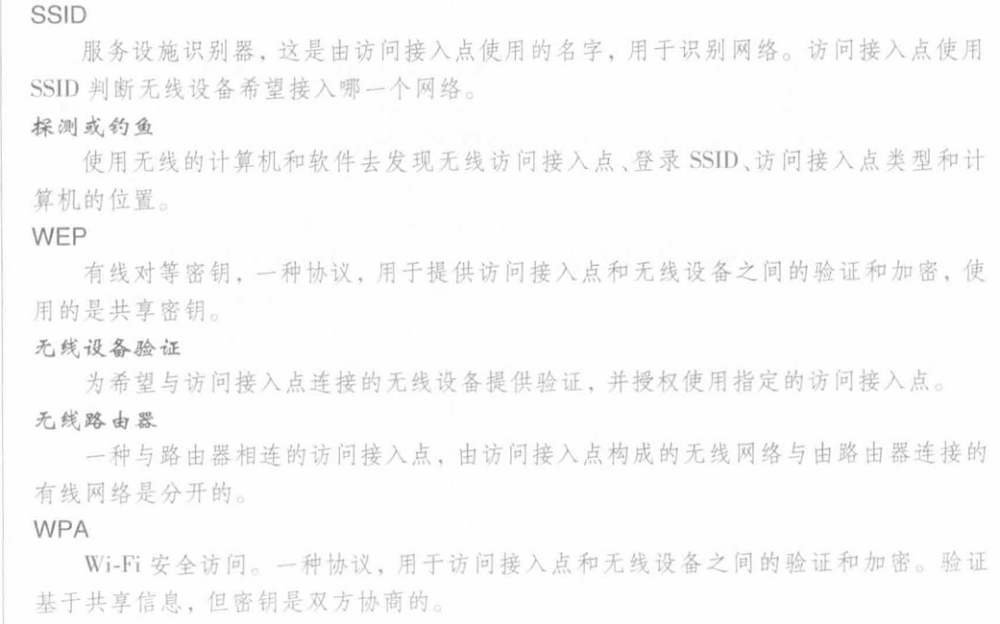 SSID
服务设施识别器，这是由访问接入点使用的名字，用于识别网络。访问接入点使用
SSID 判断无线设备希望接入哪一个网络。
探测或钓鱼
使用无线的计算机和软件去发现无线访问接入点、登录 SSID、访问接入点类型和计
算机的位置。
WEP
有线对等密钥，一种协议，用于提供访问接入点和无线设备之间的验证和加密，使
用的是共享密钥。
无线设备验证
为希望与访问接入点连接的无线设备提供验证，并授权使用指定的访问接入点。
无线路由器
一种与路由器相连的访问接入点，由访问接入点构成的无线网络与由路由器连接的
有线网络是分开的。
WPA
Wi-Fi 安全访问。一种协议，用于访问接入点和无线设备之间的验证和加密。验证
基于共享信息，但密钥是双方协商的。